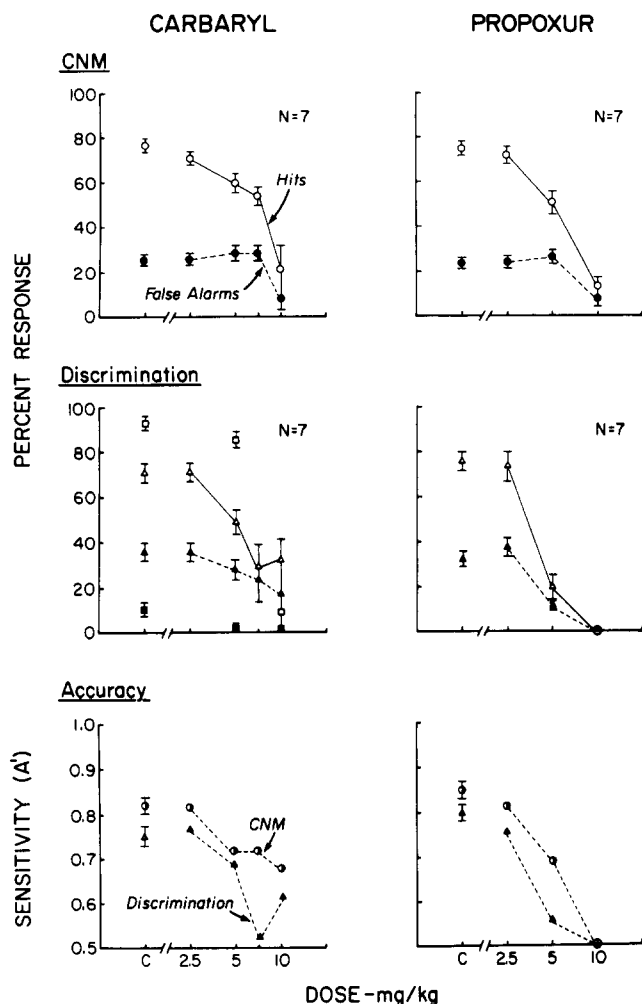 CARBARYL
PROPOXUR
CNM
100
80
60
40
20
0
N=7
Hits
False Alarms
N=7
PERCENT RESPONSE
Discrimination
100
80
60
40
20
0
N=7
N=7
Accuracy
1.0
0.9
0.8
0.7
0.6
0.5
SENSITIVITY (A')
CNM
Discrimination
C
2.5
5
10
C
2.5
5
10
DOSE-mg/kg